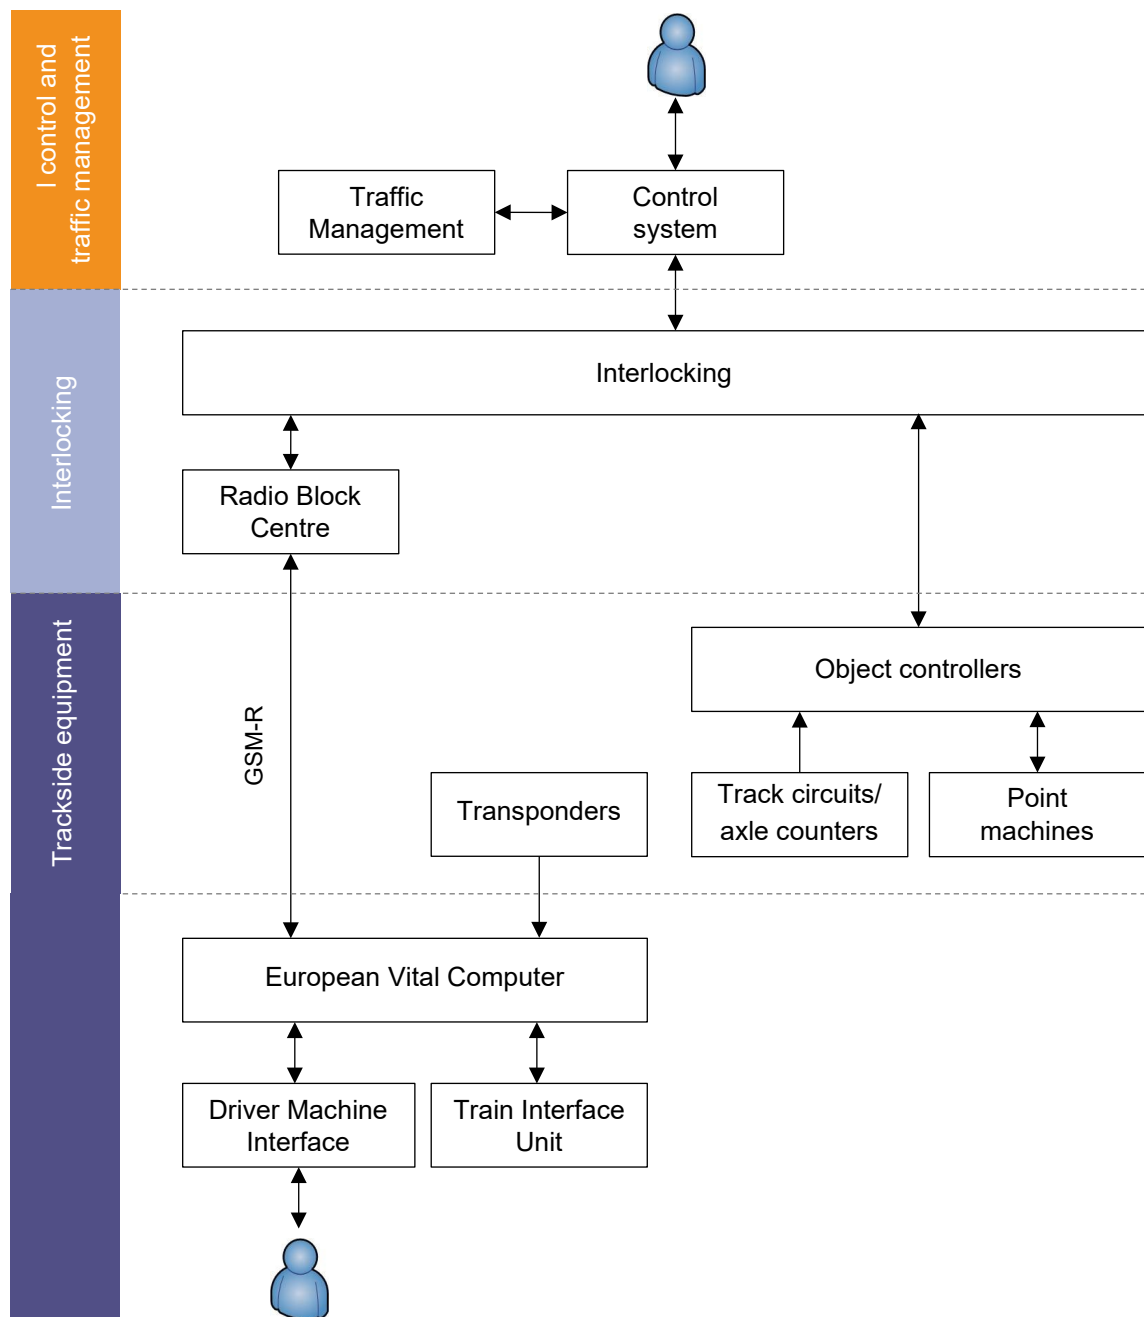 I control and
traffic management
Traffic
Management
Control
system
Interlocking
Interlocking
Radio Block
Centre
Trackside equipment
Object controllers
GSM-R
Transponders
Track circuits/
axle counters
Point
machines
European Vital Computer
Driver Machine
Interface
Train Interface
Unit